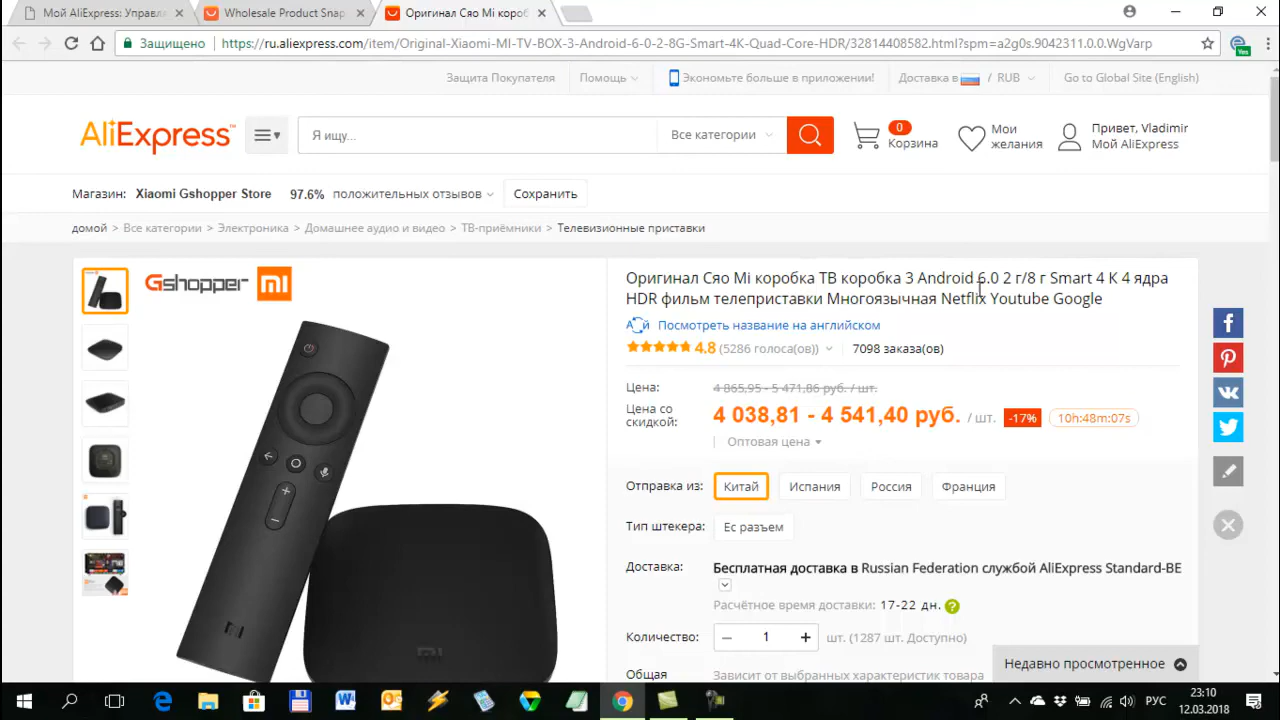 Мой AliExpress: Управл
Wholesale Product Snap
Оригинал Сяо Mi короб
Защищено
https://ru.aliexpress.com/item/Original-Xiaomi-MI-TV-BOX-3-Android-6-0-2-8G-Smart-4K-Quad-Core-HDR/32814408582.html?spm=a2g0s.9042311.0.0.WgVarp
Yes
Защита Покупателя
Помощь
Экономьте больше в приложении!
Доставка в / RUB
Go to Global Site (English)
AliExpress™
Я ищу...
Все категории
0
Корзина
Мои
желания
Привет, Vladimir
Мой AliExpress
Магазин: Xiaomi Gshopper Store 97.6% положительных отзывов
Сохранить
домой > Все категории > Электроника > Домашнее аудио и видео > ТВ-приёмники > Телевизионные приставки
Gshopper mi
Оригинал Сяо Mi коробка ТВ коробка 3 Android 6.0 2 г/8 г Smart 4 К 4 ядра
HDR фильм телеприставки Многоязычная Netflix Youtube Google
Посмотреть название на английском
4.8 (5286 голоса(ов)) 7098 заказа(ов)
Цена: 4 865,95 - 5 471,86 руб. / шт.
Цена со
скидкой:
4 038,81 - 4 541,40 руб. / шт. -17% 10h:48m:07s
Оптовая цена
Отправка из: Китай Испания Россия Франция
Тип штекера: Ес разъем
Доставка: Бесплатная доставка в Russian Federation службой AliExpress Standard-BE
Расчётное время доставки: 17-22 дн. ?
Количество: – 1 + шт. (1287 шт. Доступно)
Общая Зависит от выбранных характеристик товара
Недавно просмотренное
mi
mi
РУС
23:10
12.03.2018